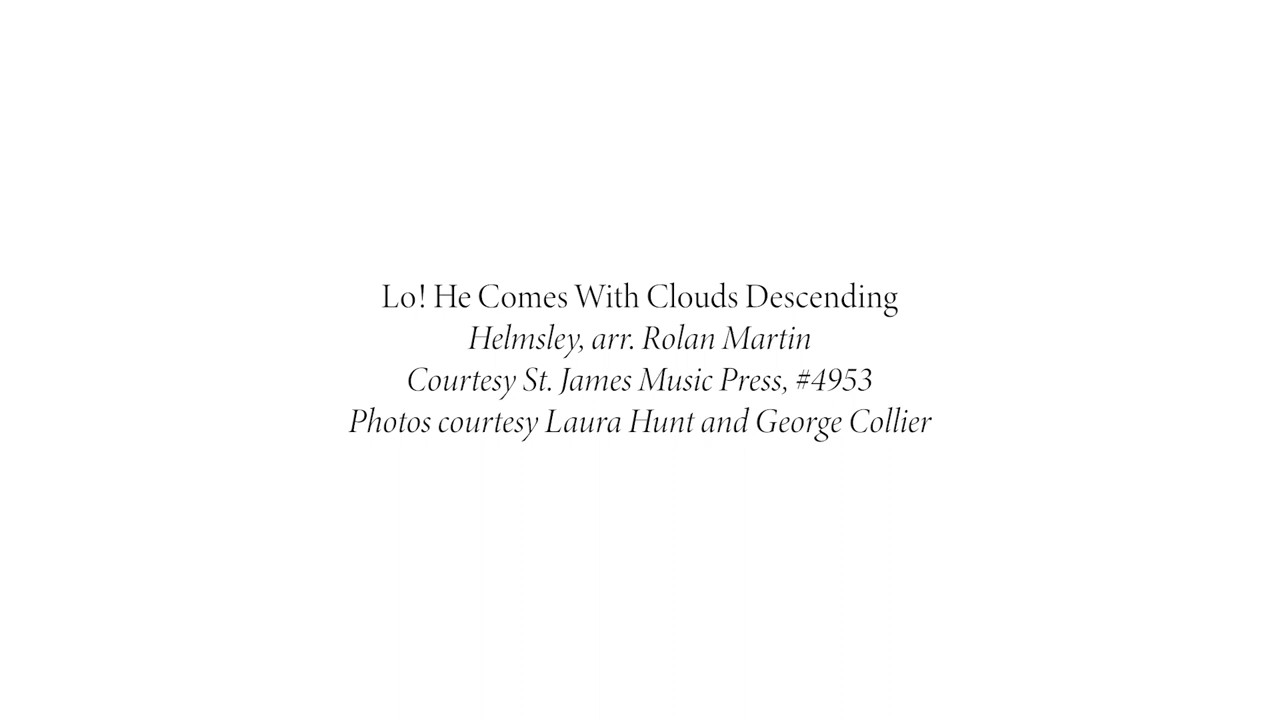 Lo! He Comes With Clouds Descending
Helmsley, arr. Rolan Martin
Courtesy St. James Music Press, #4953
Photos courtesy Laura Hunt and George Collier